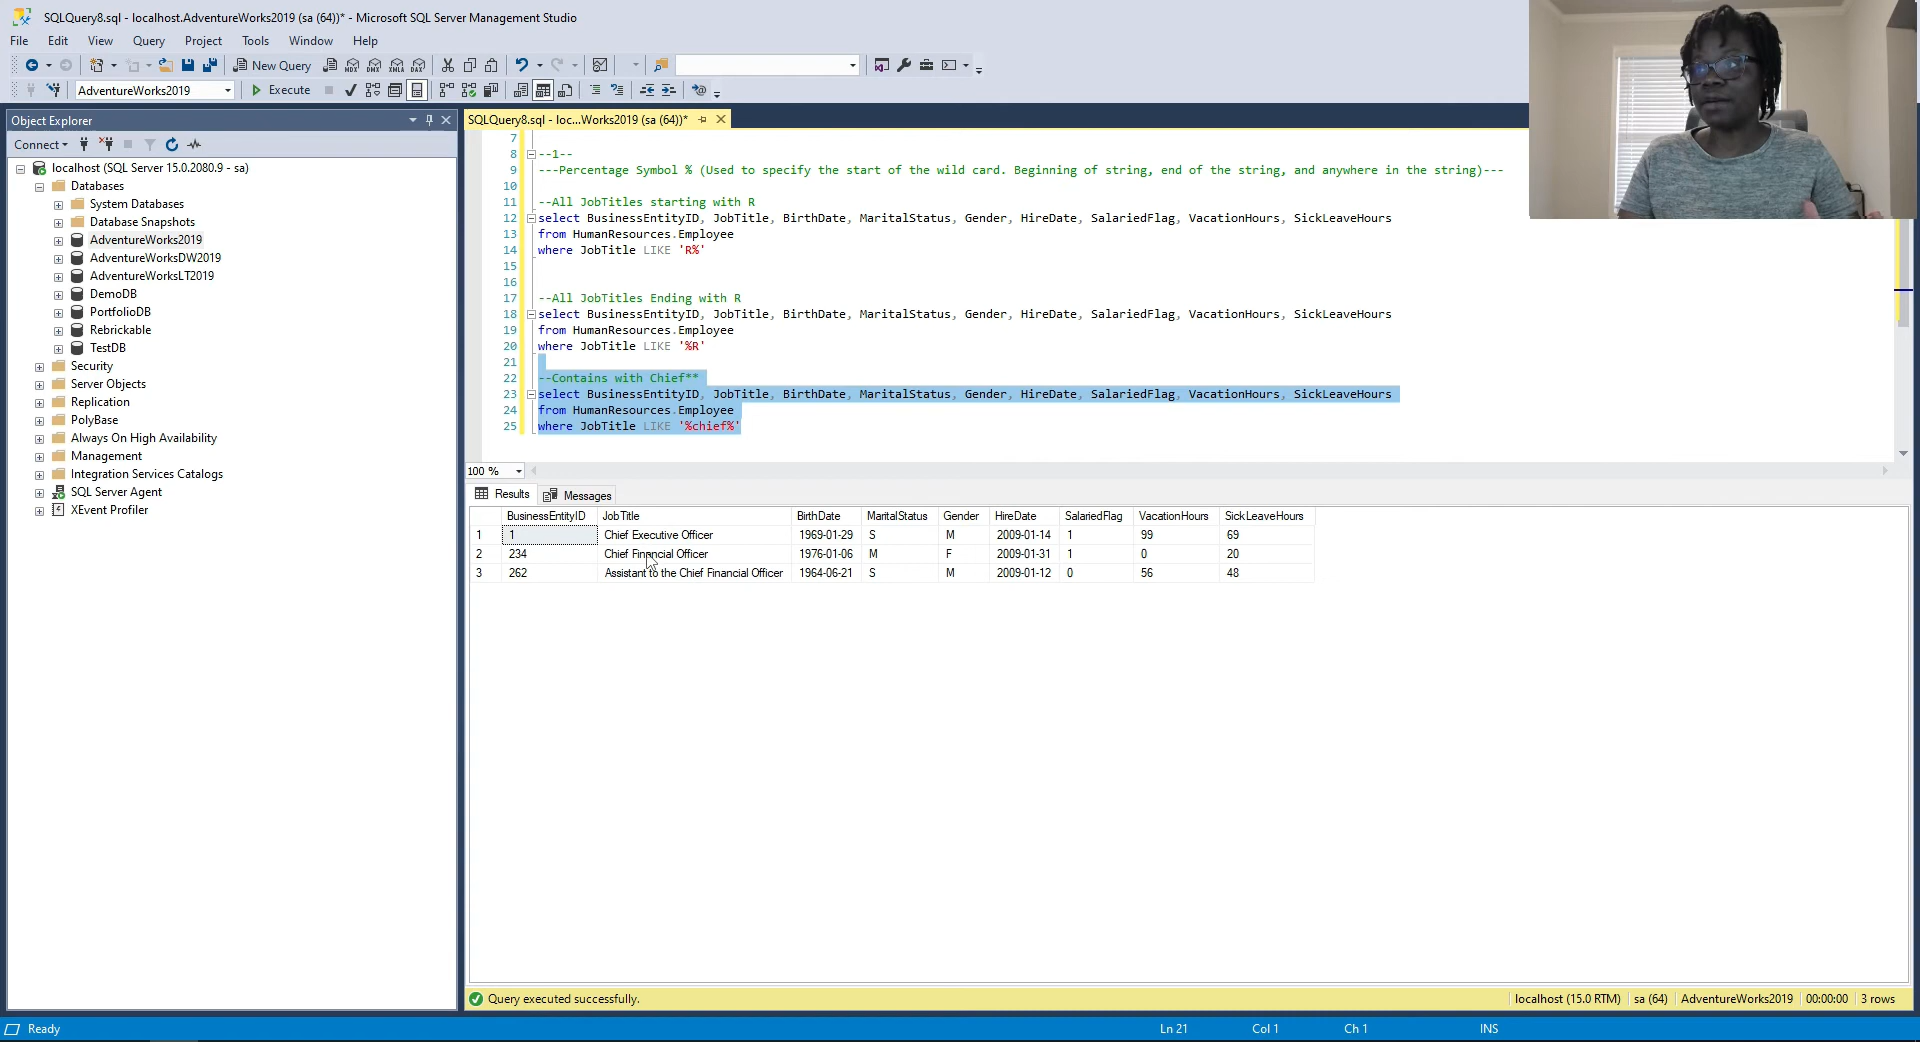 SQLQuery8.sql - localhost.AdventureWorks2019 (sa (64))* - Microsoft SQL Server Management Studio
File Edit View Query Project Tools Window Help
New Query MDX DMX XMLA DAX
AdventureWorks2019 Execute
Object Explorer
Connect
localhost (SQL Server 15.0.2080.9 - sa)
Databases
System Databases
Database Snapshots
AdventureWorks2019
AdventureWorksDW2019
AdventureWorksLT2019
DemoDB
PortfolioDB
Rebrickable
TestDB
Security
Server Objects
Replication
PolyBase
Always On High Availability
Management
Integration Services Catalogs
SQL Server Agent
XEvent Profiler
SQLQuery8.sql - loc...Works2019 (sa (64))*
7
8 --1--
9 ---Percentage Symbol % (Used to specify the start of the wild card. Beginning of string, end of the string, and anywhere in the string)---
10
11 --All JobTitles starting with R
12 select BusinessEntityID, JobTitle, BirthDate, MaritalStatus, Gender, HireDate, SalariedFlag, VacationHours, SickLeaveHours
13 from HumanResources.Employee
14 where JobTitle LIKE 'R%'
15
16
17 --All JobTitles Ending with R
18 select BusinessEntityID, JobTitle, BirthDate, MaritalStatus, Gender, HireDate, SalariedFlag, VacationHours, SickLeaveHours
19 from HumanResources.Employee
20 where JobTitle LIKE '%R'
21
22 --Contains with Chief**
23 select BusinessEntityID, JobTitle, BirthDate, MaritalStatus, Gender, HireDate, SalariedFlag, VacationHours, SickLeaveHours
24 from HumanResources.Employee
25 where JobTitle LIKE '%chief%'
100 %
Results Messages
BusinessEntityID JobTitle BirthDate MaritalStatus Gender HireDate SalariedFlag VacationHours SickLeaveHours
1 1 Chief Executive Officer 1969-01-29 S M 2009-01-14 1 99 69
2 234 Chief Financial Officer 1976-01-06 M F 2009-01-31 1 0 20
3 262 Assistant to the Chief Financial Officer 1964-06-21 S M 2009-01-12 0 56 48
Query executed successfully. localhost (15.0 RTM) sa (64) AdventureWorks2019 00:00:00 3 rows
Ready Ln 21 Col 1 Ch 1 INS